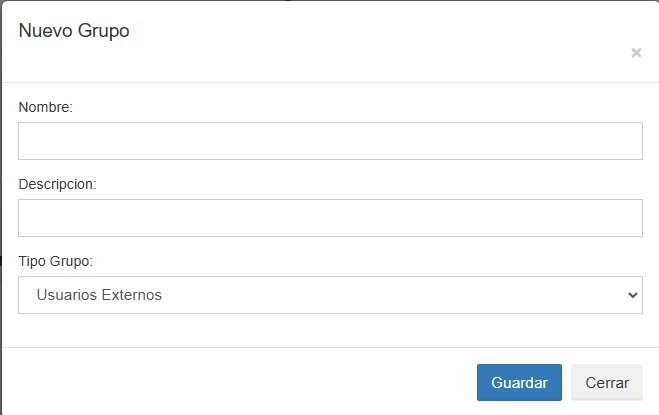 Nuevo Grupo
×
Nombre:
Descripcion:
Tipo Grupo:
Usuarios Externos
Guardar Cerrar